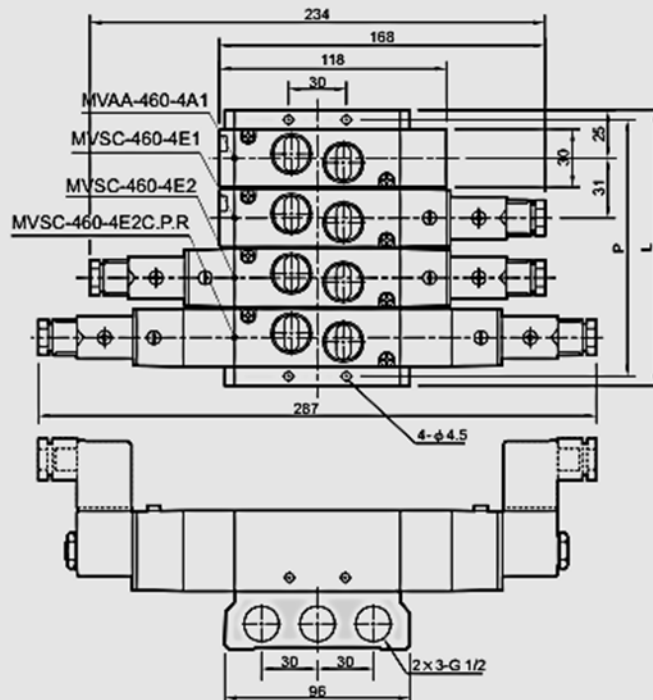 234
168
118
30
MVAA-460-4A1
MVSC-460-4E1
MVSC-460-4E2
MVSC-460-4E2C.P.R
25
30
31
P
L
4-φ4.5
287
2×3-G 1/2
30
30
96